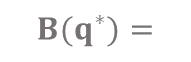 B(q*) =